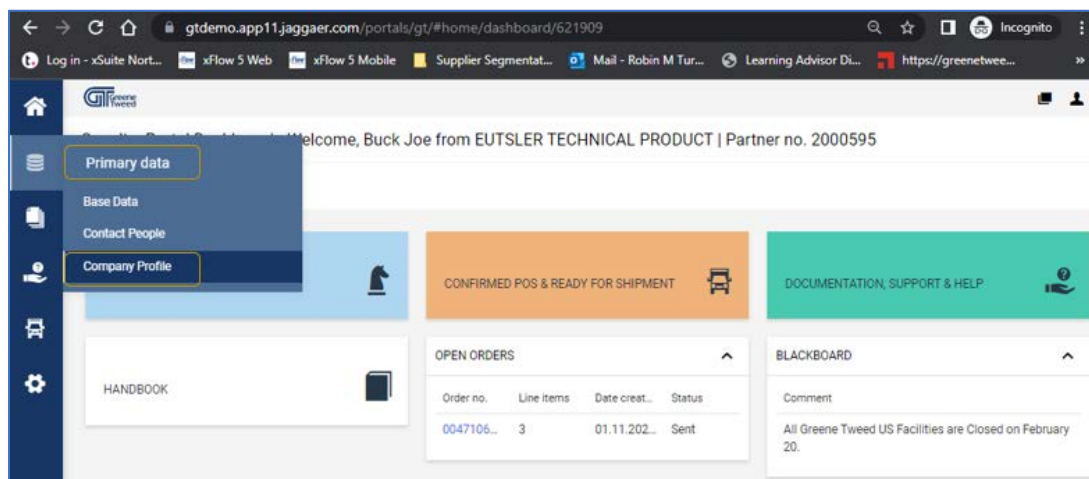 gtdemo.app11.jaggaer.com/portals/gt/#home/dashboard/621909
Incognito
Log in - xSuite Nort...
xFlow 5 Web
xFlow 5 Mobile
Supplier Segmentat...
Mail - Robin M Tur...
Learning Advisor Di...
https://greenetwee...
»
GT Greene Tweed
Welcome, Buck Joe from EUTSLER TECHNICAL PRODUCT | Partner no. 2000595
Primary data
Base Data
Contact People
Company Profile
CONFIRMED POS & READY FOR SHIPMENT
DOCUMENTATION, SUPPORT & HELP
HANDBOOK
OPEN ORDERS
Order no. Line items Date creat... Status
0047106... 3 01.11.202... Sent
BLACKBOARD
Comment
All Greene Tweed US Facilities are Closed on February
20.